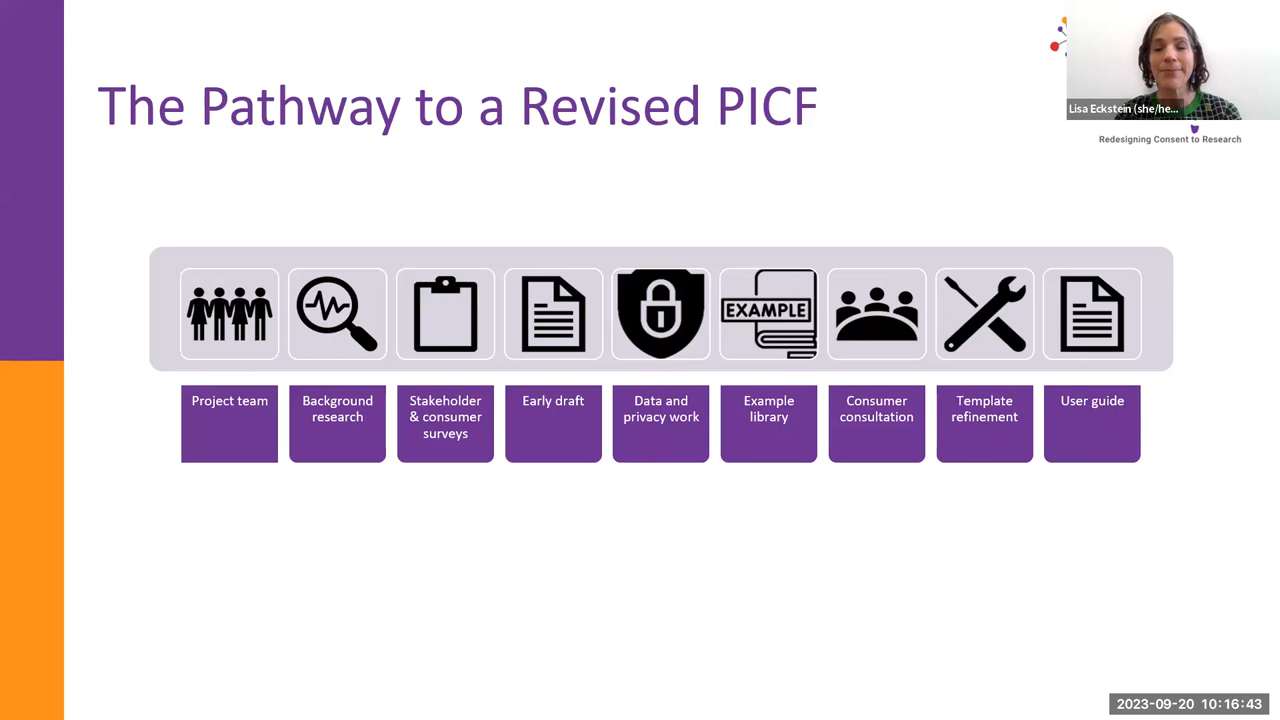 The Pathway to a Revised PICF
Lisa Eckstein (she/he...
Redesigning Consent to Research
EXAMPLE
Project team
Background
research
Stakeholder
& consumer
surveys
Early draft
Data and
privacy work
Example
library
Consumer
consultation
Template
refinement
User guide
2023-09-20 10:16:43